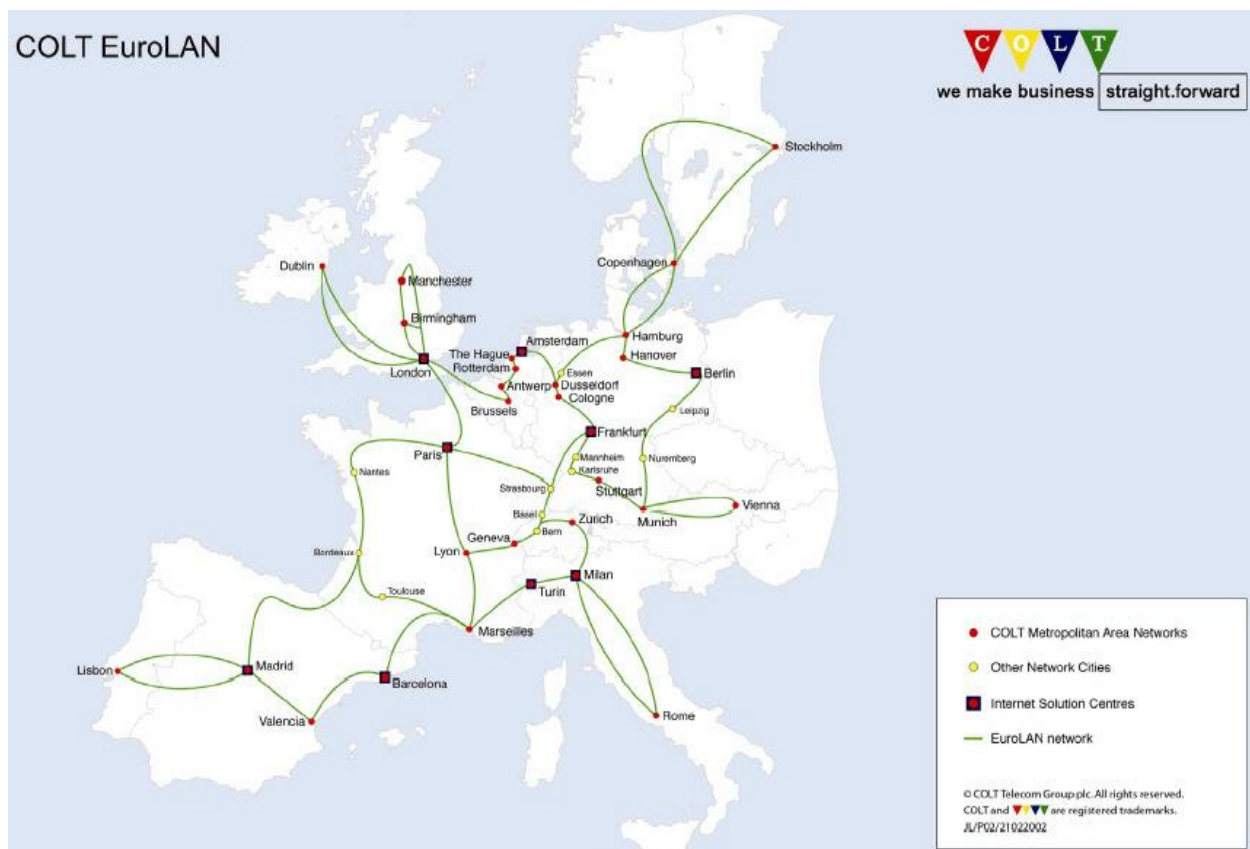 COLT EuroLAN
C O L T
we make business straight.forward
Stockholm
Copenhagen
Dublin
Manchester
Birmingham
Hamburg
Amsterdam
The Hague
Hanover
London
Rotterdam
Essen
Berlin
Antwerp
Dusseldorf
Cologne
Brussels
Leipzig
Frankfurt
Paris
Mannheim
Nuremberg
Nantes
Karlsruhe
Strasbourg
Stuttgart
Vienna
Basel
Munich
Zurich
Bern
Geneva
Bordeaux
Lyon
Milan
Toulouse
Turin
Marseilles
Lisbon
Madrid
Barcelona
Valencia
Rome
COLT Metropolitan Area Networks
Other Network Cities
Internet Solution Centres
EuroLAN network
© COLT Telecom Group plc. All rights reserved.
COLT and are registered trademarks.
JL/P02/21022002